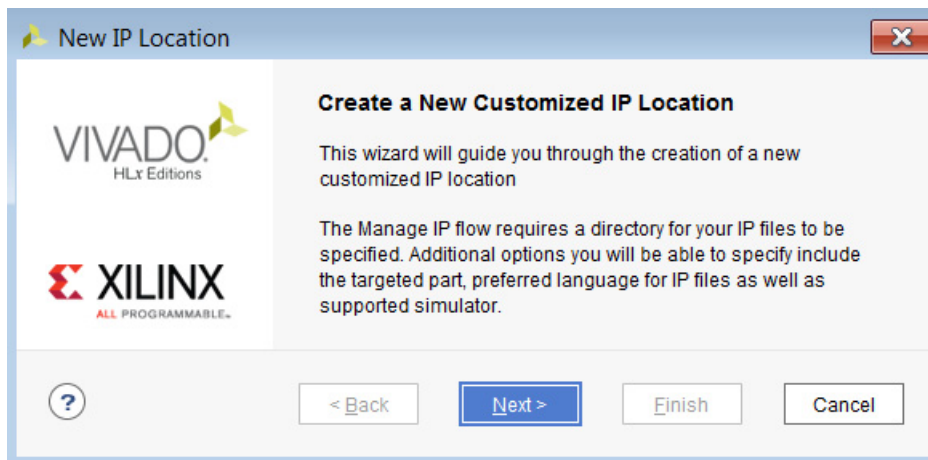 New IP Location
VIVADO.
HLx Editions
XILINX
ALL PROGRAMMABLE.
Create a New Customized IP Location
This wizard will guide you through the creation of a new
customized IP location
The Manage IP flow requires a directory for your IP files to be
specified. Additional options you will be able to specify include
the targeted part, preferred language for IP files as well as
supported simulator.
?
< Back
Next >
Finish
Cancel